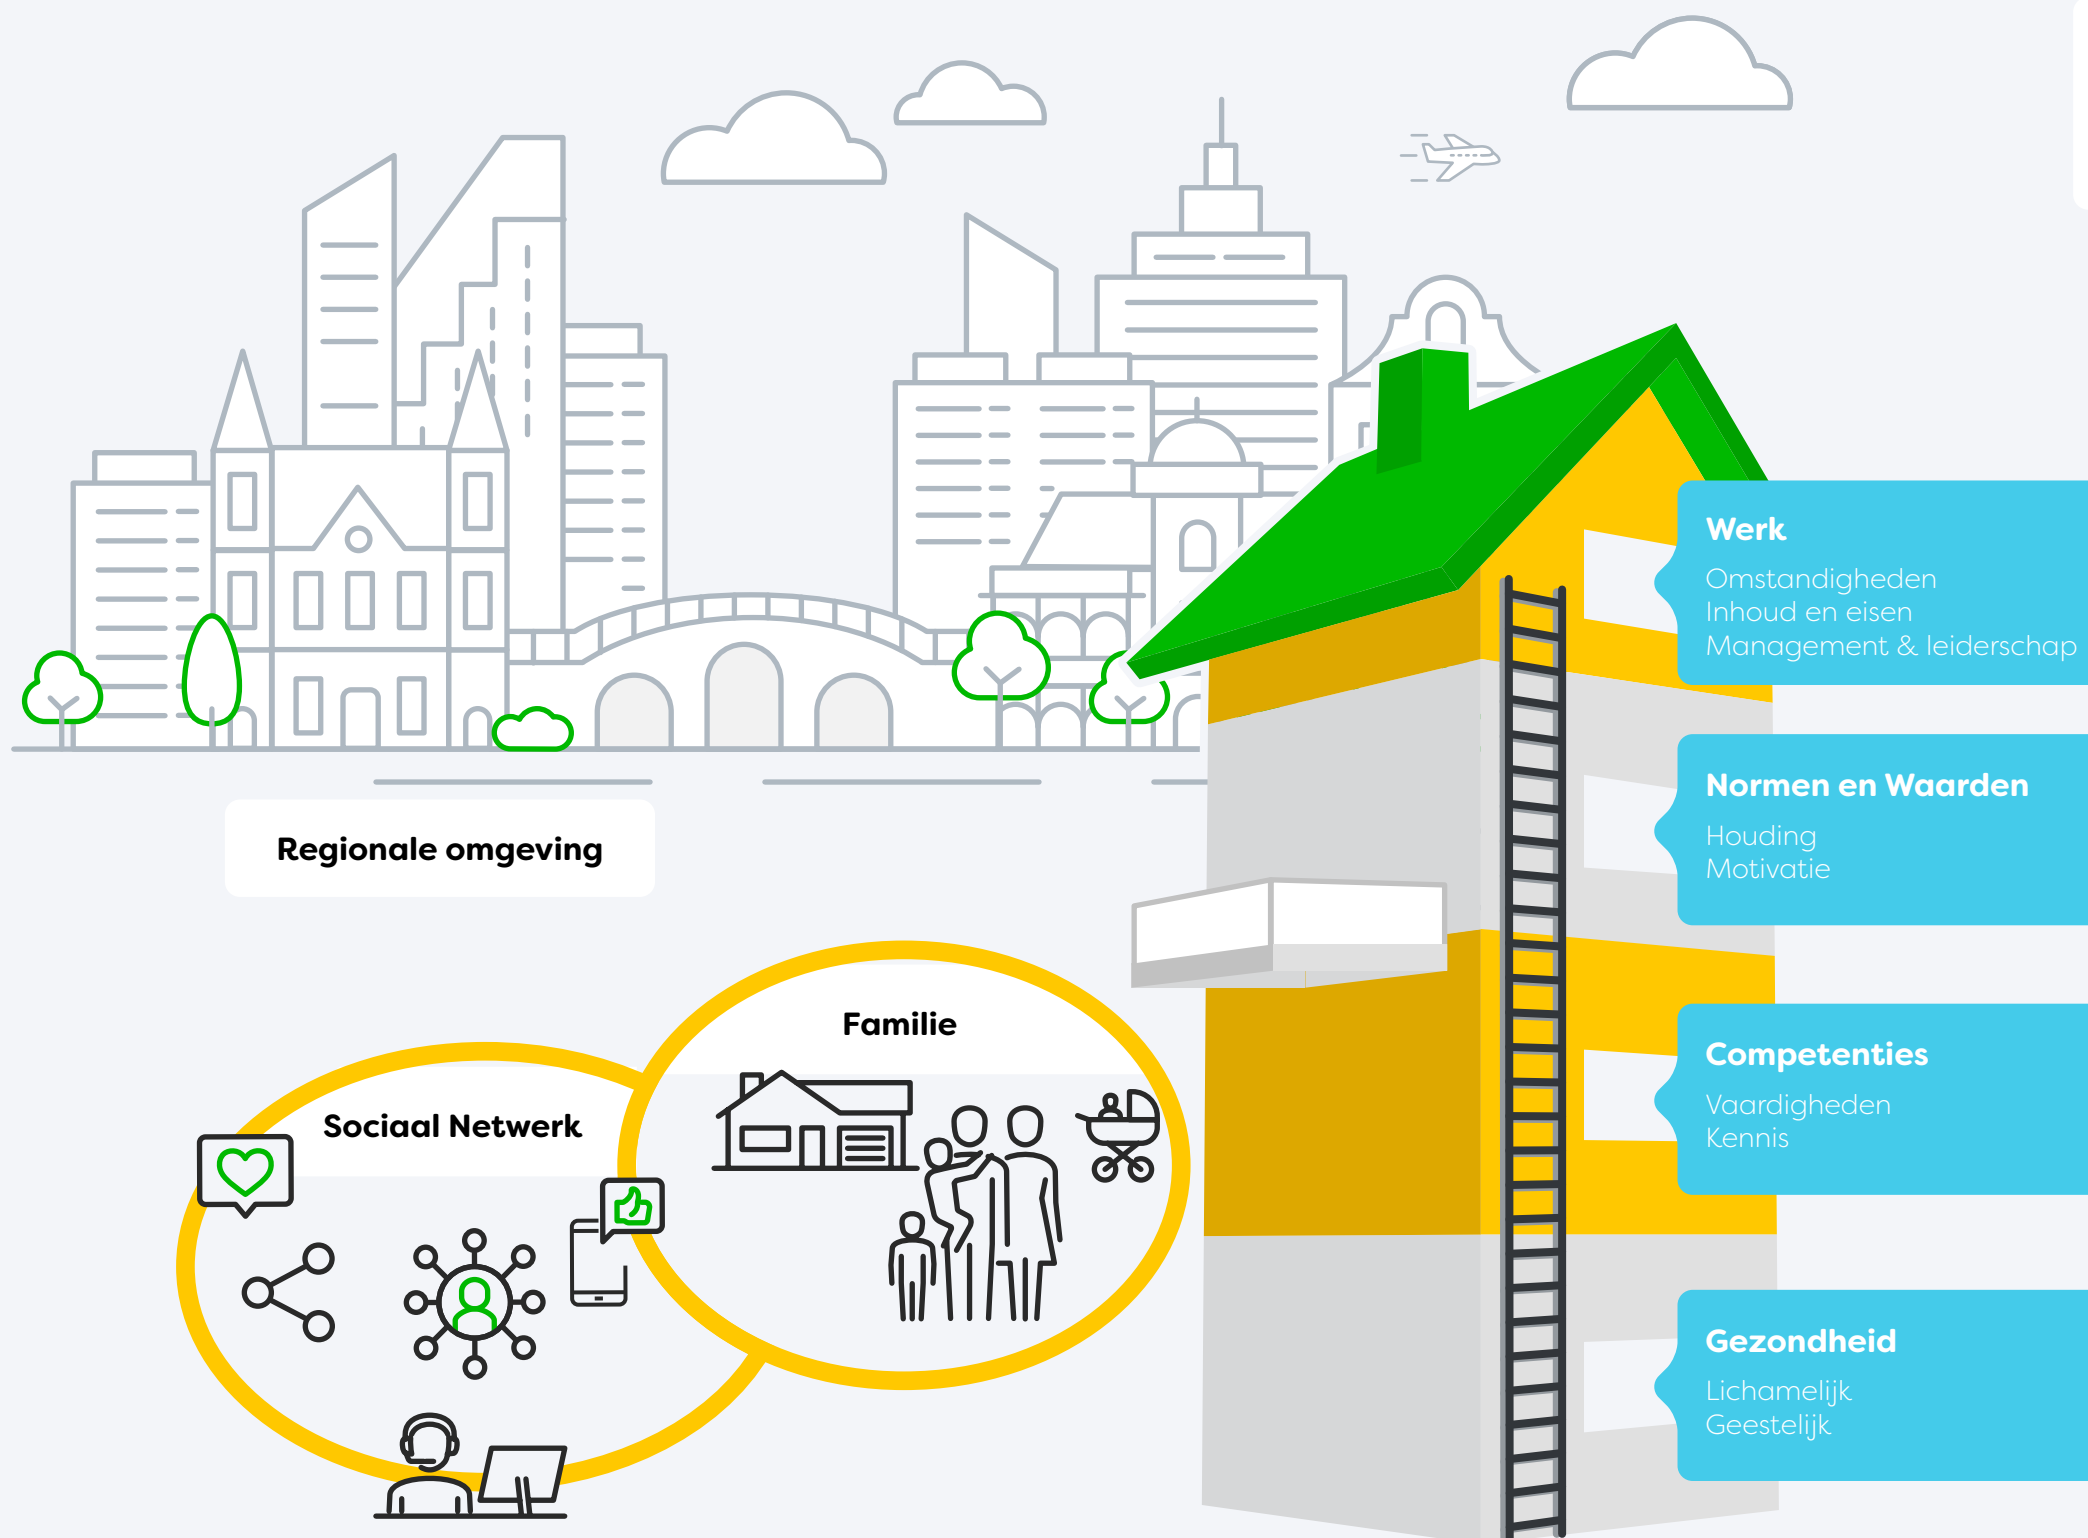 Werk
Omstandigheden
Inhoud en eisen
Management & leiderschap
Normen en Waarden
Houding
Motivatie
Regionale omgeving
Familie
Competenties
Vaardigheden
Kennis
Sociaal Netwerk
Gezondheid
Lichamelijk
Geestelijk